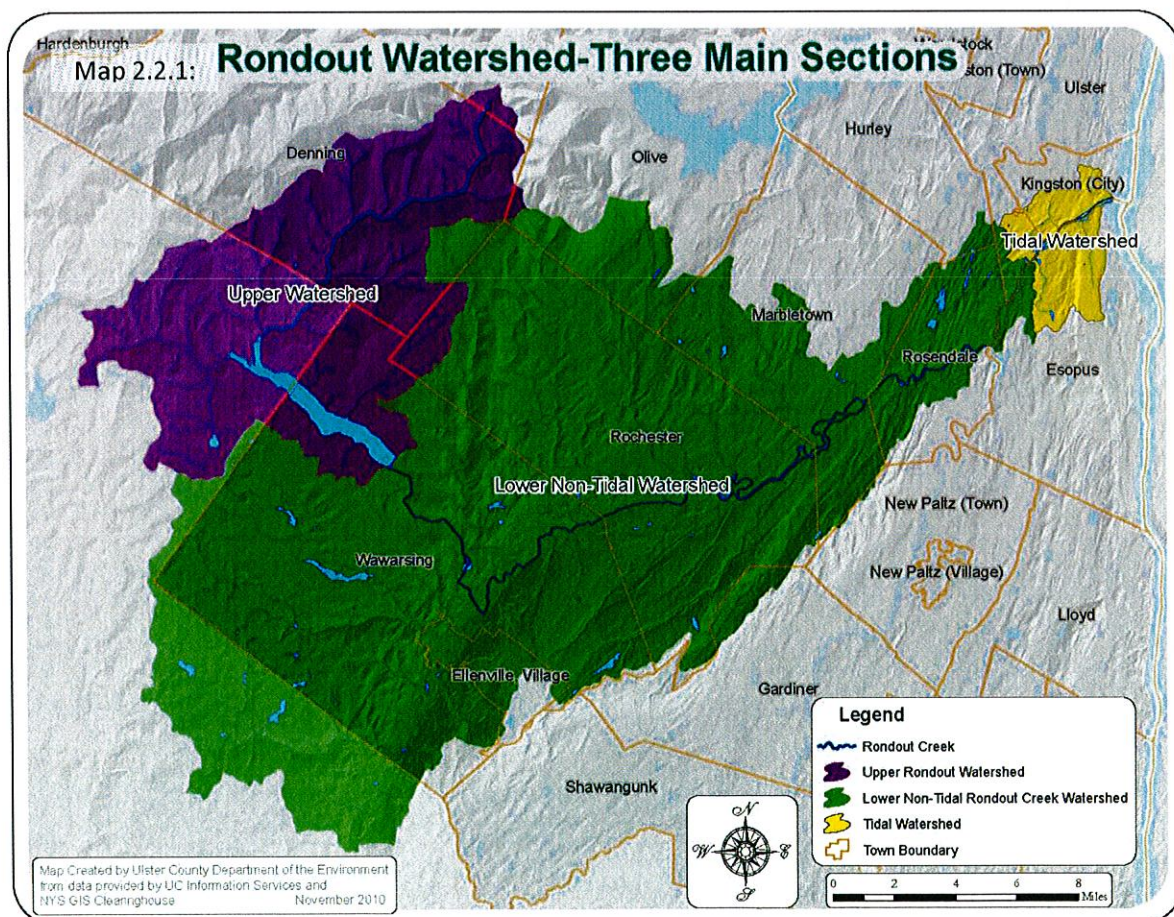 Hardenburgh
Map 2.2.1: Rondout Watershed-Three Main Sections
Ulster
Hurley
Denning
Olive
Kingston (City)
Tidal Watershed
Upper Watershed
Marbletown
Rosendale
Esopus
Rochester
Lower Non-Tidal Watershed
New Paltz (Town)
Wawarsing
New Paltz (Village)
Lloyd
Ellenville, Village
Gardiner
Shawangunk
Legend
Rondout Creek
Upper Rondout Watershed
Lower Non-Tidal Rondout Creek Watershed
Tidal Watershed
Town Boundary
N
W E
S
0 2 4 6 8
Miles
Map Created by Ulster County Department of the Environment
from data provided by UC Information Services and
NYS GIS Clearinghouse November 2010